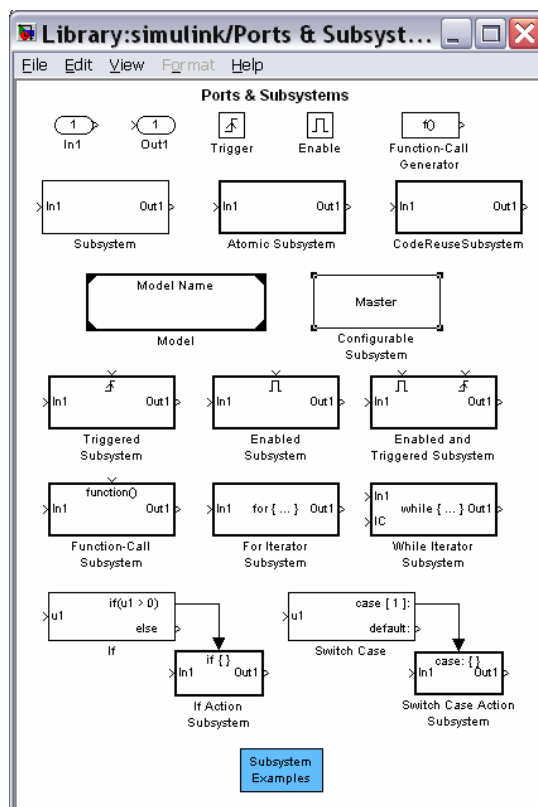 Library:simulink/Ports & Subsyst...
File Edit View Format Help
Ports & Subsystems
1 1 f()
In1 Out1 Trigger Enable Function-Call
Generator
In1 Out1 In1 Out1 In1 Out1
Subsystem Atomic Subsystem CodeReuseSubsystem
Model Name
Master
Model Configurable
Subsystem
In1 Out1 In1 Out1 In1 Out1
Triggered
Subsystem
Enabled
Subsystem
Enabled and
Triggered Subsystem
function()
In1 Out1
In1 for { ... } Out1
In1
IC
while { ... } Out1
Function-Call
Subsystem
For Iterator
Subsystem
While Iterator
Subsystem
u1
if(u1 > 0)
else
If
if { }
In1 Out1
If Action
Subsystem
u1
case [ 1 ]:
default:
Switch Case
case: { }
In1 Out1
Switch Case Action
Subsystem
Subsystem
Examples